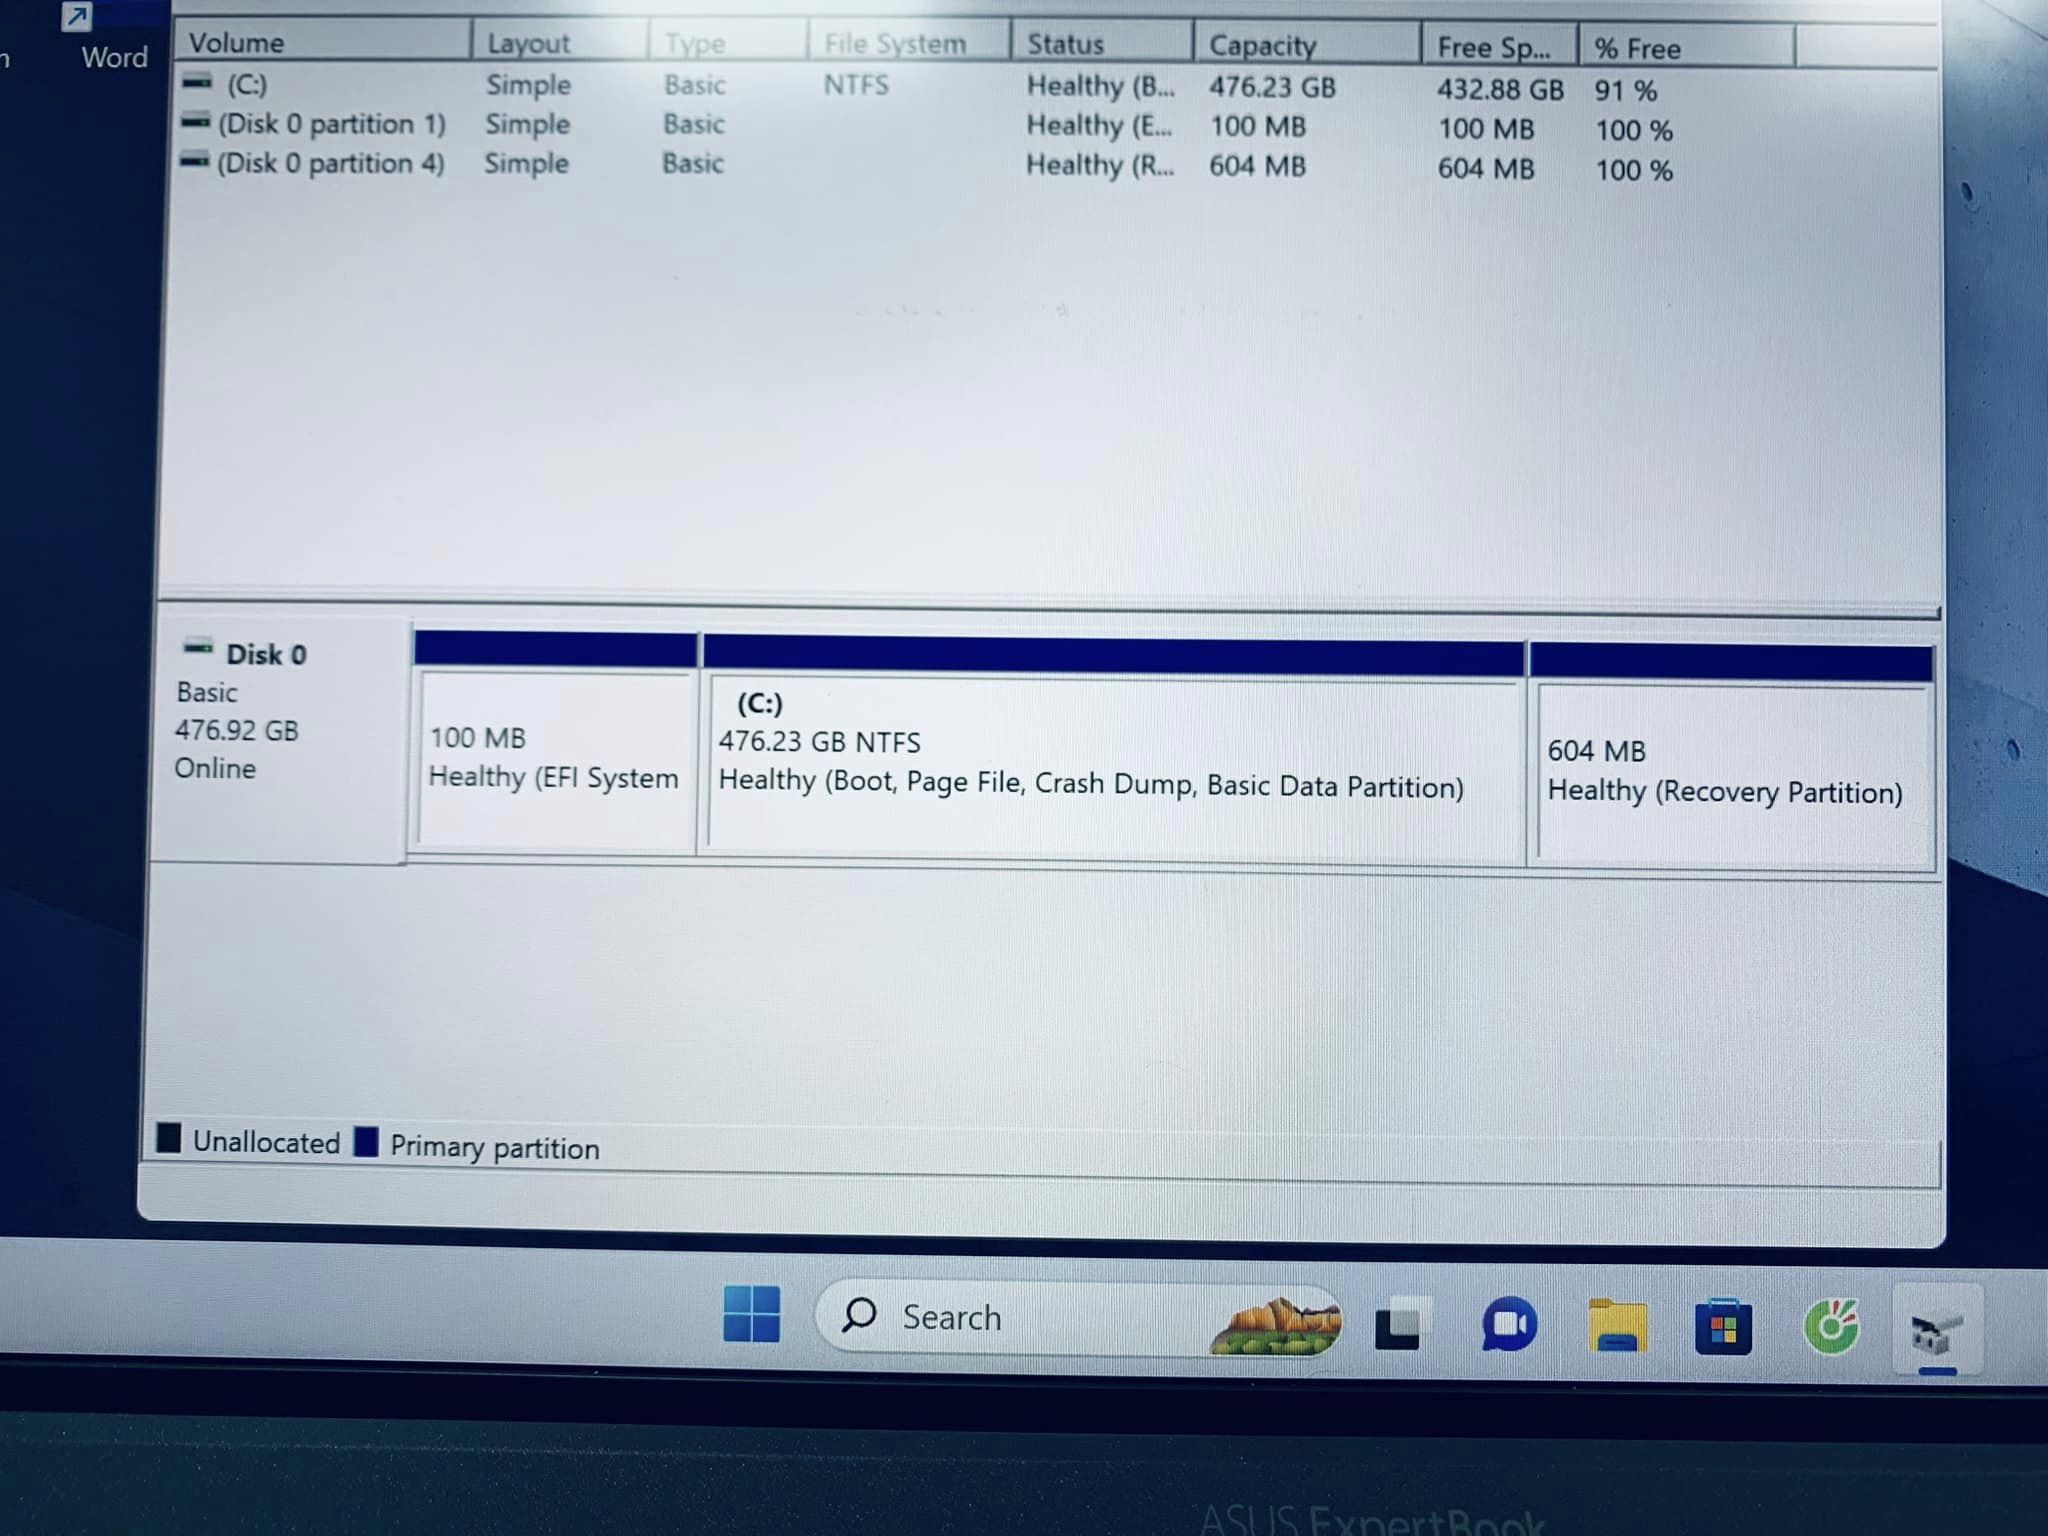 Word
Volume Layout Type File System Status Capacity Free Sp... % Free
(C:) Simple Basic NTFS Healthy (B... 476.23 GB 432.88 GB 91 %
(Disk 0 partition 1) Simple Basic Healthy (E... 100 MB 100 MB 100 %
(Disk 0 partition 4) Simple Basic Healthy (R... 604 MB 604 MB 100 %
Disk 0
Basic
476.92 GB
Online
100 MB
Healthy (EFI System
(C:)
476.23 GB NTFS
Healthy (Boot, Page File, Crash Dump, Basic Data Partition)
604 MB
Healthy (Recovery Partition)
Unallocated Primary partition
Search
ASUS ExpertBook